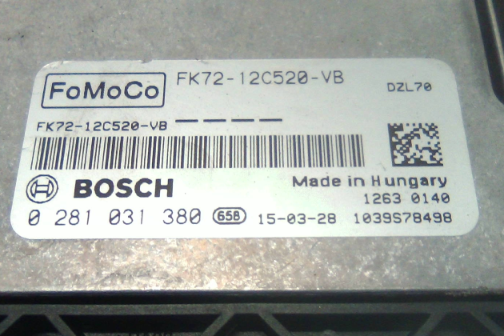 FoMoCo FK72-12C520-VB DZL70
FK72-12C520-VB
BOSCH Made in Hungary
1263 0140
0 281 031 380 658 15-03-28 1039S78498